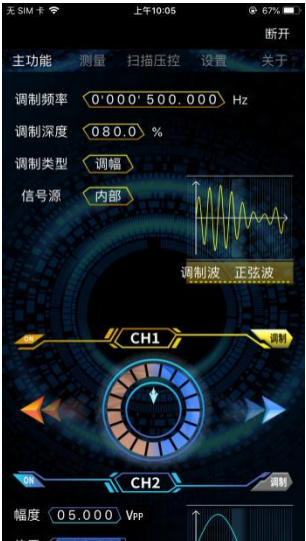 无 SIM 卡 上午10:05 67%
断开
主功能 测量 扫描压控 设置 关于
调制频率 0'000'500.000 Hz
调制深度 080.0 %
调制类型 调幅
信号源 内部
调制波 正弦波
ON CH1 调制
ON CH2 调制
幅度 05.000 VPP